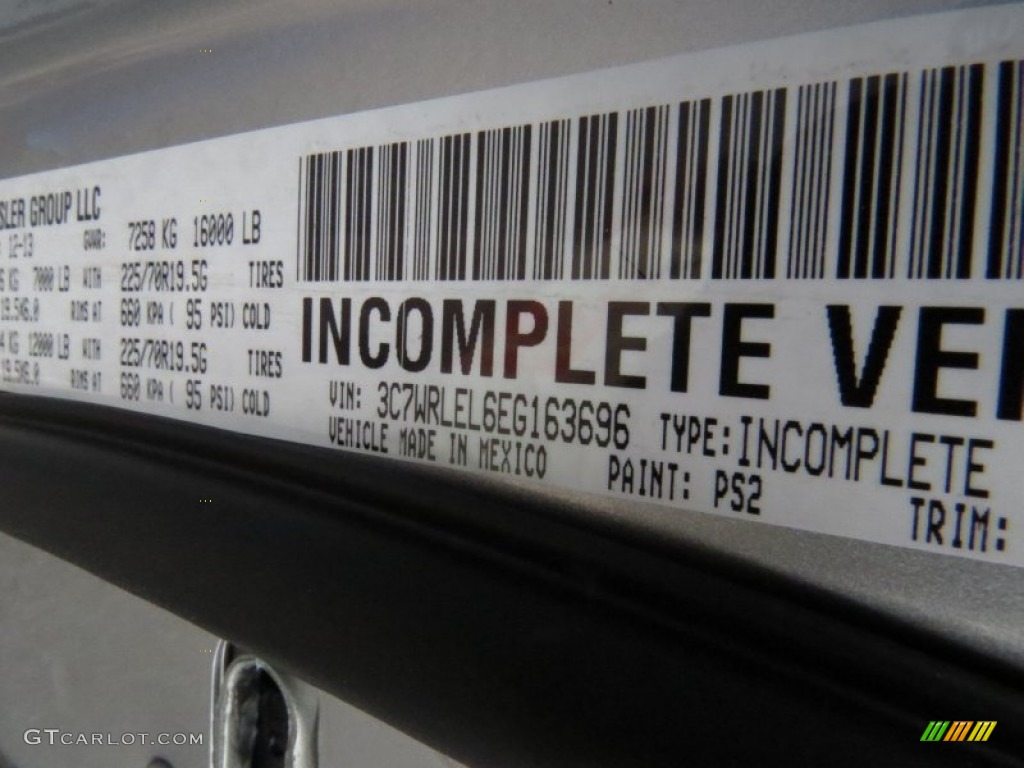 SLER GROUP LLC
12-13 GVWR: 7258 KG 16000 LB
KG 7000 LB WITH 225/70R19.5G TIRES
19.5X6.0 RIMS AT 660 KPA ( 95 PSI) COLD
KG 12000 LB WITH 225/70R19.5G TIRES
19.5X6.0 RIMS AT 660 KPA ( 95 PSI) COLD
INCOMPLETE VE
VIN: 3C7WRLEL6EG163696 TYPE: INCOMPLETE
VEHICLE MADE IN MEXICO PAINT: PS2 TRIM:
GTCARLOT.COM